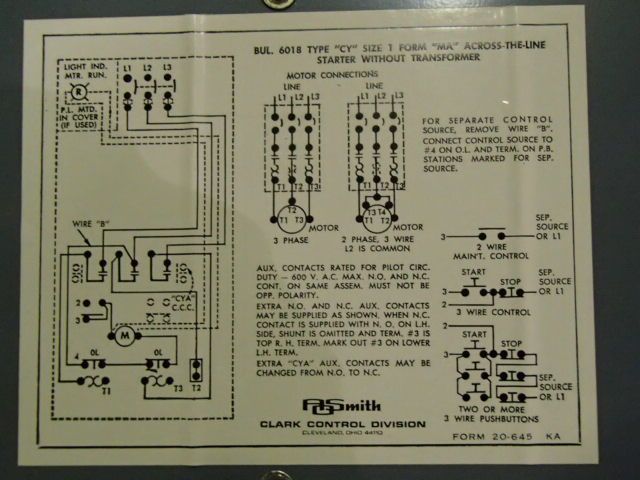 BUL. 6018 TYPE "CY" SIZE 1 FORM "MA" ACROSS-THE-LINE
STARTER WITHOUT TRANSFORMER
LIGHT IND.
MTR. RUN.
R
P.L. MTD.
IN COVER
(IF USED)
L1 L2 L3
WIRE "B"
2
3
"CYA"
C.C.C.
M
4 OL OL
T1 T3 T2
MOTOR CONNECTIONS
LINE LINE
L1 L2 L3 L1 L2 L3
T1 T3 T1 T3
T2 T2
T1 T3 T3 T4
T1 T2
MOTOR MOTOR
3 PHASE
2 PHASE, 3 WIRE
L2 IS COMMON
FOR SEPARATE CONTROL
SOURCE, REMOVE WIRE "B".
CONNECT CONTROL SOURCE TO
#4 ON O.L. AND TERM. ON P.B.
STATIONS MARKED FOR SEP.
SOURCE.
AUX. CONTACTS RATED FOR PILOT CIRC.
DUTY — 600 V. A.C. MAX. N.O. AND N.C.
CONT. ON SAME ASSEM. MUST NOT BE
OPP. POLARITY.
EXTRA N.O. AND N.C. AUX. CONTACTS
MAY BE SUPPLIED AS SHOWN, WHEN N.C.
CONTACT IS SUPPLIED WITH N. O. ON L.H.
SIDE, SHUNT IS OMITTED AND TERM. #3 IS
TOP R. H. TERM. MARK OUT #3 ON LOWER
L.H. TERM.
EXTRA "CYA" AUX. CONTACTS MAY BE
CHANGED FROM N.O. TO N.C.
SEP.
SOURCE
3 OR L1
2 WIRE
MAIN'T. CONTROL
START STOP SEP.
SOURCE
3 OR L1
2
3 WIRE CONTROL
START
STOP
3
2
SEP.
SOURCE
OR L1
TWO OR MORE
3 WIRE PUSHBUTTONS
AOSmith
CLARK CONTROL DIVISION
CLEVELAND, OHIO 44110
FORM 20-645 KA